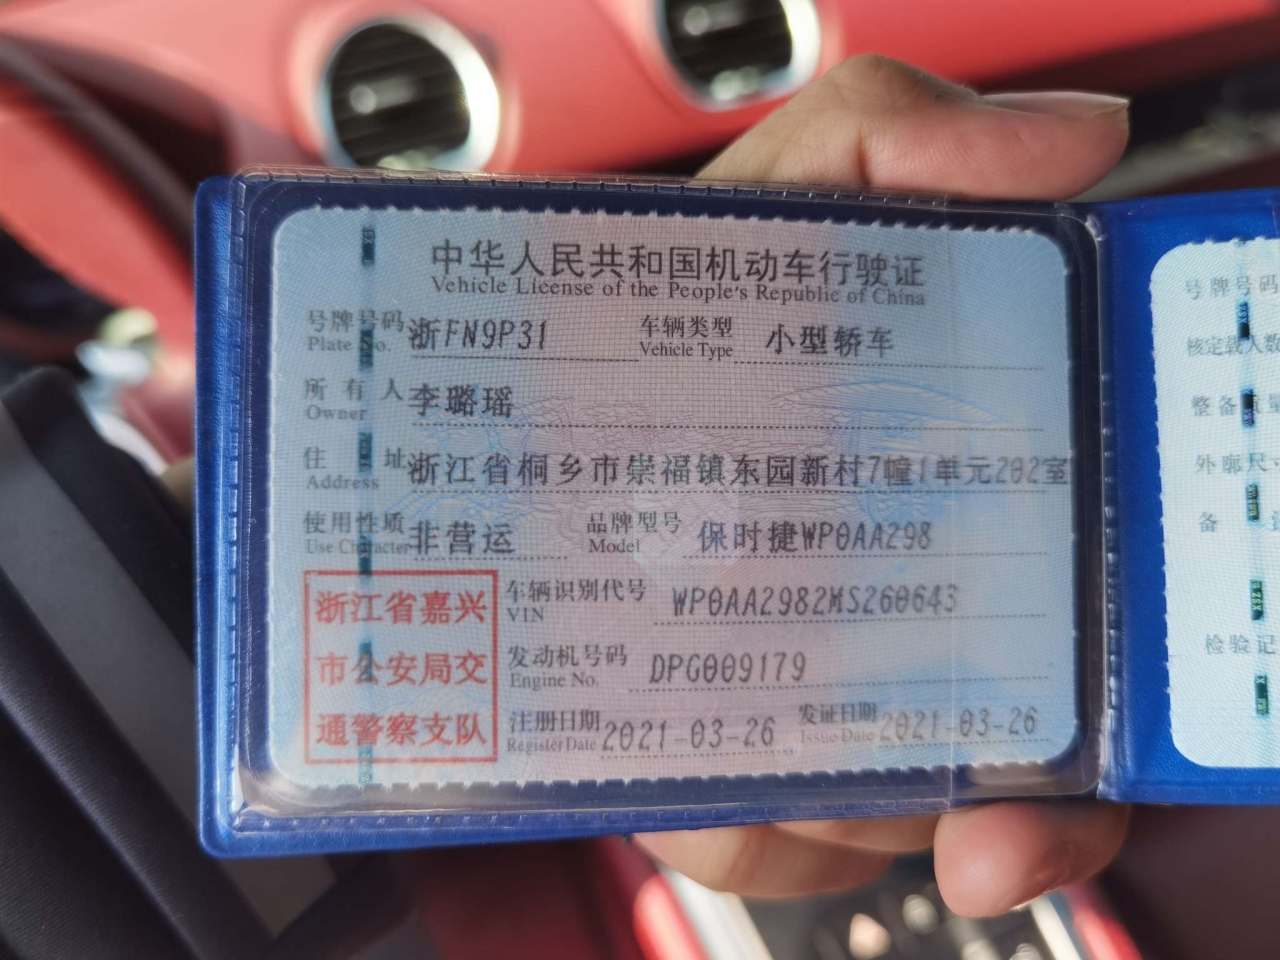 中华人民共和国机动车行驶证
Vehicle License of the People's Republic of China
号牌号码 浙FN9P31 车辆类型 小型轿车
Plate No. Vehicle Type
所有人 李璐瑶
Owner
住址 浙江省桐乡市崇福镇东园新村7幢1单元202室
Address
使用性质 非营运 品牌型号 保时捷WP0AA298
Use Character Model
浙江省嘉兴
市公安局交
通警察支队
车辆识别代号 WP0AA2982MS260643
VIN
发动机号码 DPG009179
Engine No.
注册日期 2021-03-26 发证日期 2021-03-26
Register Date Issue Date
号牌号码
核定载人数
整备质量
外廓尺寸
备
检验记